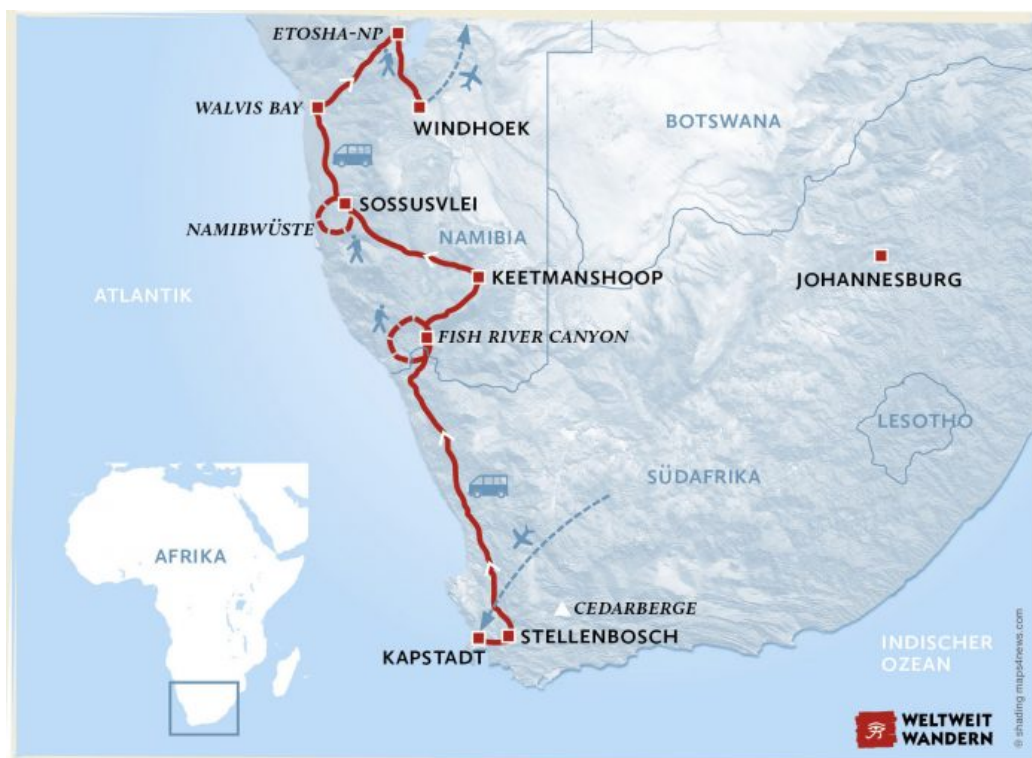 ETOSHA-NP
WALVIS BAY
WINDHOEK
BOTSWANA
SOSSUSVLEI
NAMIBWÜSTE
NAMIBIA
KEETMANSHOOP
JOHANNESBURG
ATLANTIK
FISH RIVER CANYON
LESOTHO
SÜDAFRIKA
AFRIKA
CEDARBERGE
STELLENBOSCH
KAPSTADT
INDISCHER
OZEAN
WELTWEIT
WANDERN
© shading maps4news.com